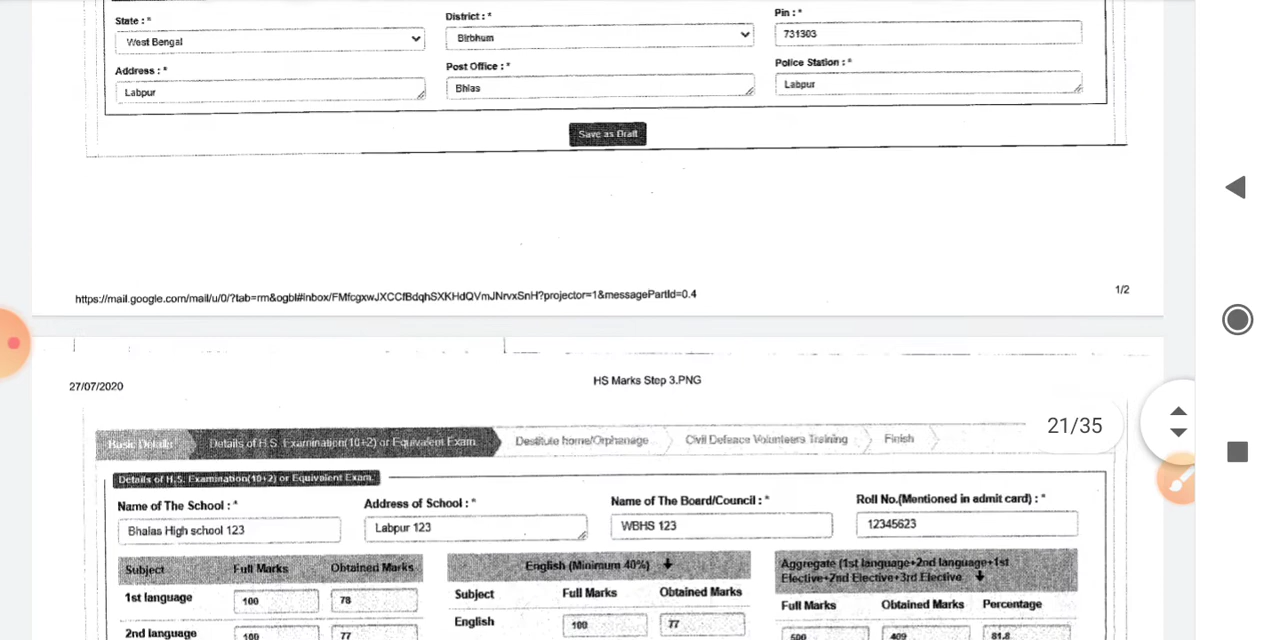 State : * District : * Pin : *
West Bengal Birbhum 731303
Address : * Post Office : * Police Station : *
Labpur Bhlas Labpur
Save as Draft
https://mail.google.com/mail/u/0/?tab=rm&ogbl#inbox/FMfcgxwJXCCfBdqhSXKHdQVmJNrvxSnH?projector=1&messagePartId=0.4 1/2
27/07/2020 HS Marks Step 3.PNG
21/35
Basic Details Details of H.S. Examination(10+2) or Equivalent Exam Destitute home/Orphanage Civil Defence Volunteers Training Finish
Details of H.S. Examination(10+2) or Equivalent Exam.
Name of The School : * Address of School : * Name of The Board/Council : * Roll No.(Mentioned in admit card) : *
Bhalas High school 123 Labpur 123 WBHS 123 12345623
Subject Full Marks Obtained Marks English (Minimum 40%) Aggregate (1st language+2nd language+1st
Elective+2nd Elective+3rd Elective
1st language 100 78 Subject Full Marks Obtained Marks Full Marks Obtained Marks Percentage
2nd language 100 77 English 100 77 500 409 81.8